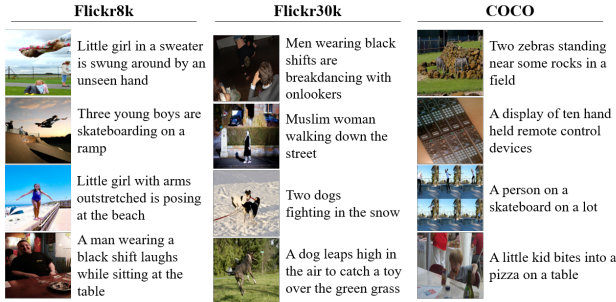 Flickr8k
Little girl in a sweater
is swung around by an
unseen hand
Three young boys are
skateboarding on a
ramp
Little girl with arms
outstretched is posing
at the beach
A man wearing a
black shift laughs
while sitting at the
table
Flickr30k
Men wearing black
shifts are
breakdancing with
onlookers
Muslim woman
walking down the
street
Two dogs
fighting in the snow
A dog leaps high in
the air to catch a toy
over the green grass
COCO
Two zebras standing
near some rocks in a
field
A display of ten hand
held remote control
devices
A person on a
skateboard on a lot
A little kid bites into a
pizza on a table